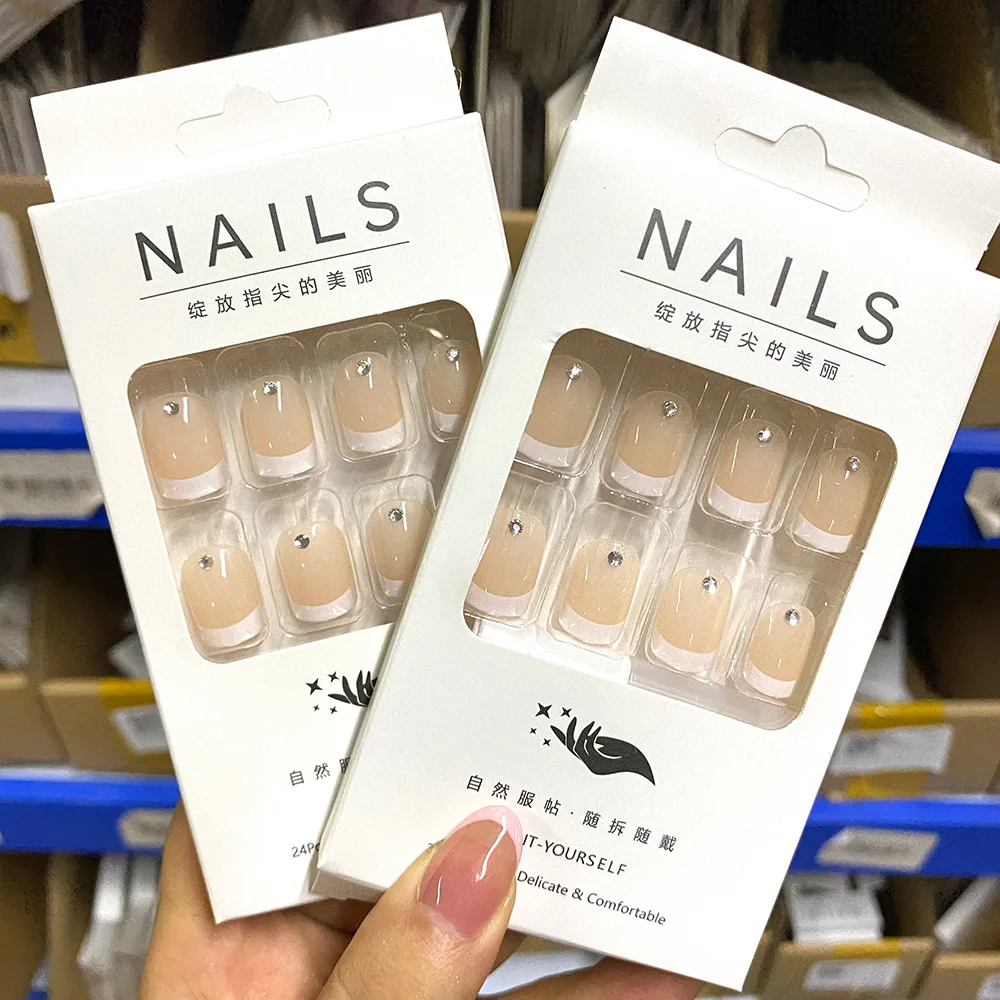 NAILS
绽放指尖的美丽
自然服
24Pc
NAILS
绽放指尖的美丽
自然服帖·随拆随戴
IT-YOURSELF
Delicate & Comfortable